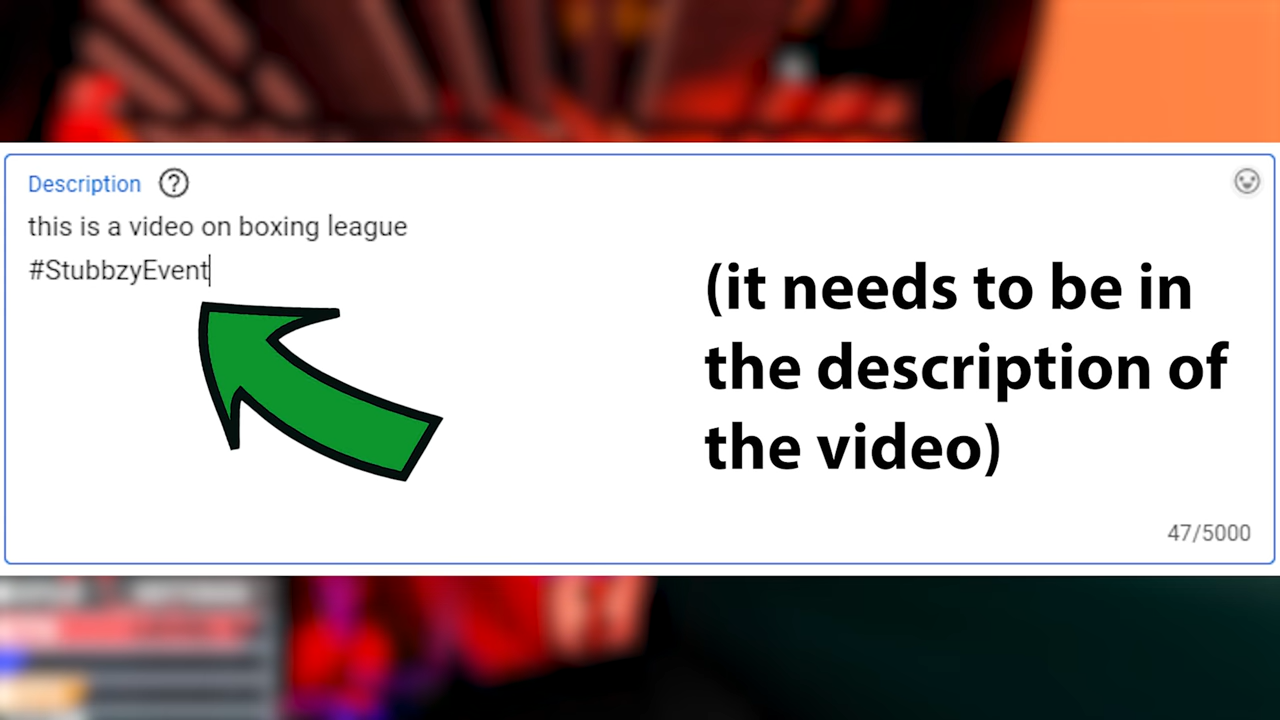 Description ?
this is a video on boxing league
#StubbzyEvent
(it needs to be in
the description of
the video)
47/5000